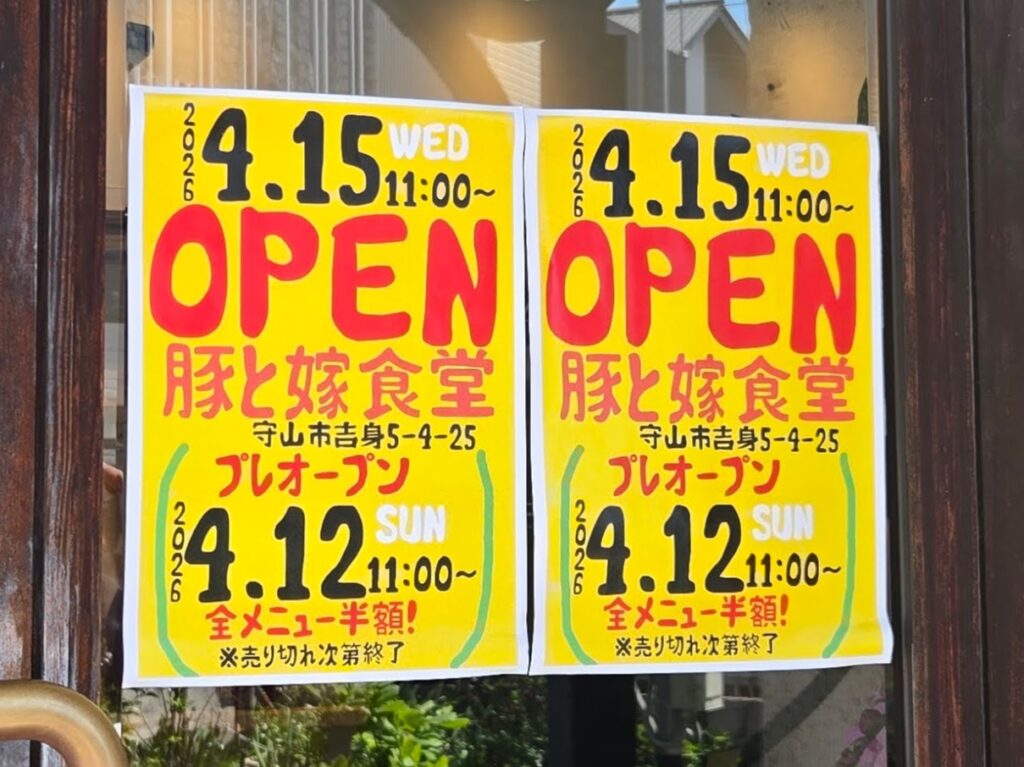 2026 4.15 WED 11:00~
OPEN
豚と嫁食堂
守山市吉身5-4-25
プレオープン
2026 4.12 SUN 11:00~
全メニュー半額!
※売り切れ次第終了
2026 4.15 WED 11:00~
OPEN
豚と嫁食堂
守山市吉身5-4-25
プレオープン
2026 4.12 SUN 11:00~
全メニュー半額!
※売り切れ次第終了